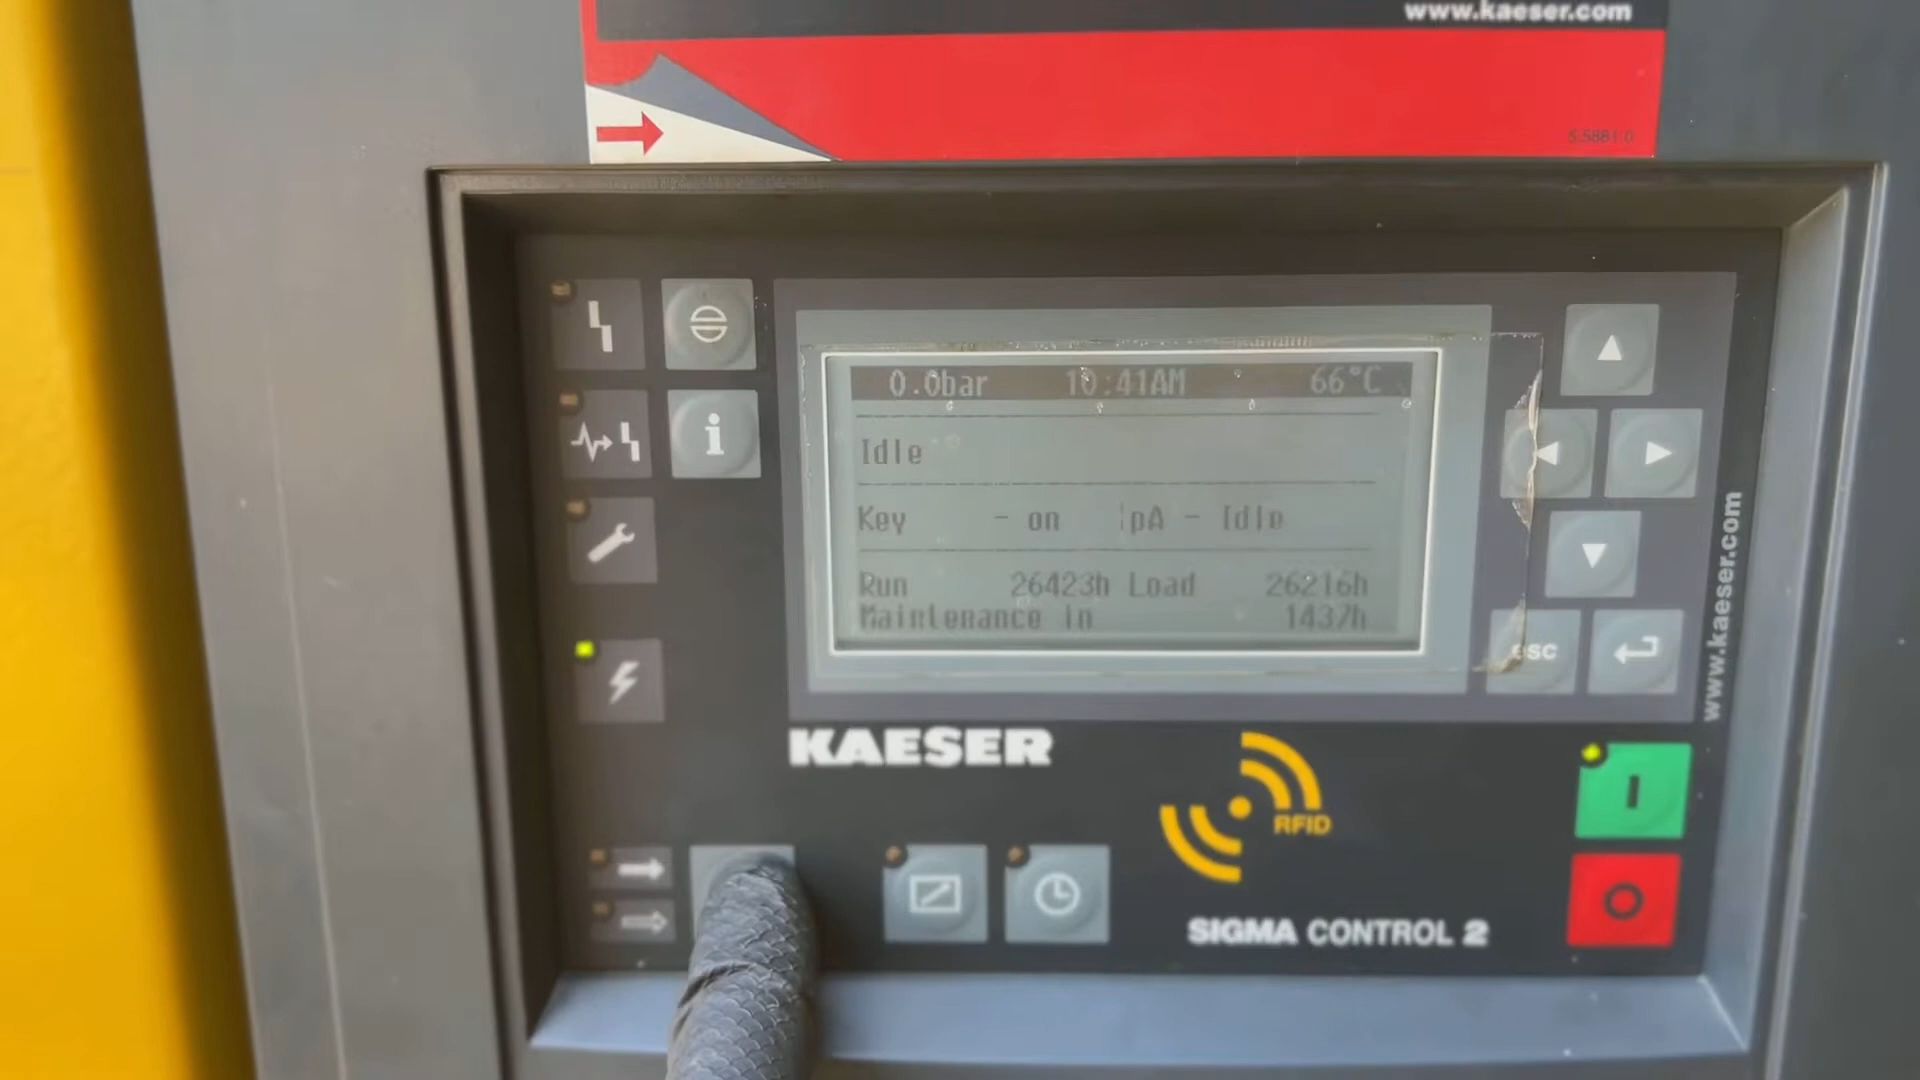 www.kaeser.com
S-5881-0
0.0bar 10:41AM 66°C
Idle
Key - on pA - Idle
Run 26423h Load 26216h
Maintenance in 1437h
esc
www.kaeser.com
KAESER
RFID
SIGMA CONTROL 2